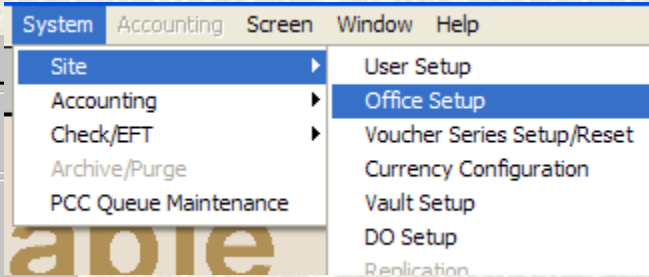 System Accounting Screen Window Help
Site
Accounting
Check/EFT
Archive/Purge
PCC Queue Maintenance
User Setup
Office Setup
Voucher Series Setup/Reset
Currency Configuration
Vault Setup
DO Setup
Replication
able